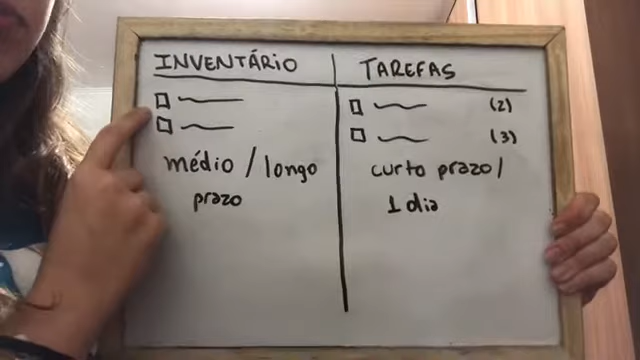 INVENTÁRIO
médio / longo
prazo
TAREFAS
(2)
(3)
curto prazo/
1 dia